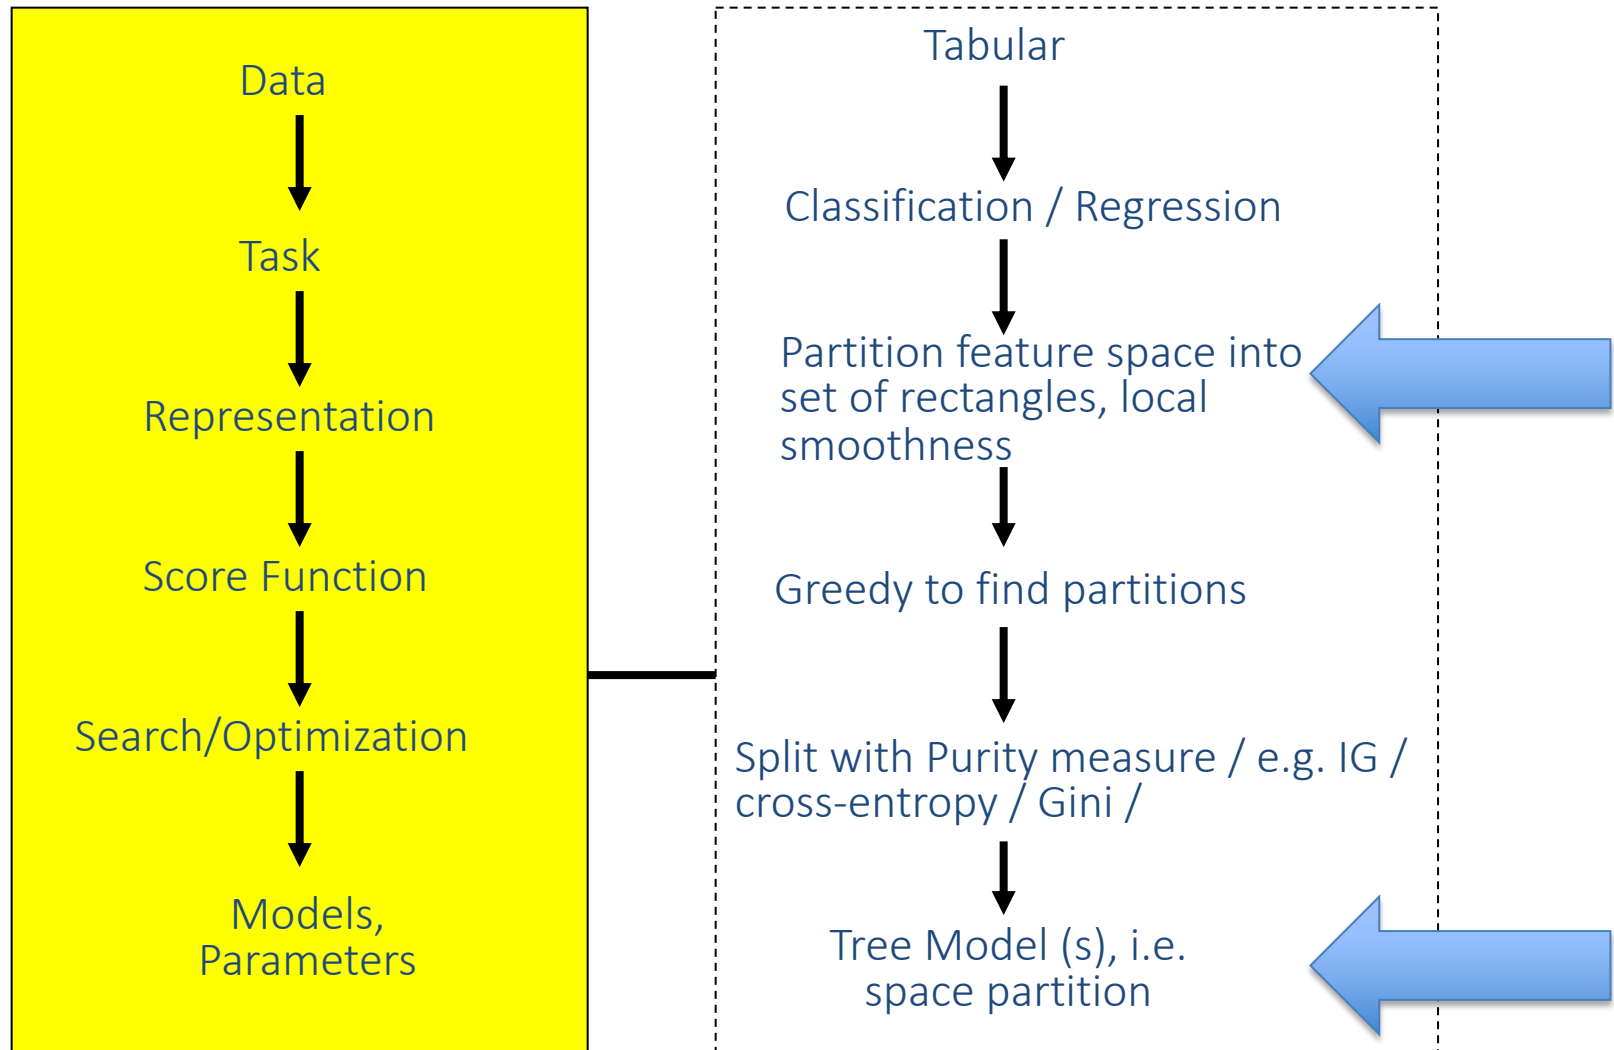 Data
Task
Representation
Score Function
Search/Optimization
Models,
Parameters
Tabular
Classification / Regression
Partition feature space into
set of rectangles, local
smoothness
Greedy to find partitions
Split with Purity measure / e.g. IG /
cross-entropy / Gini /
Tree Model (s), i.e.
space partition